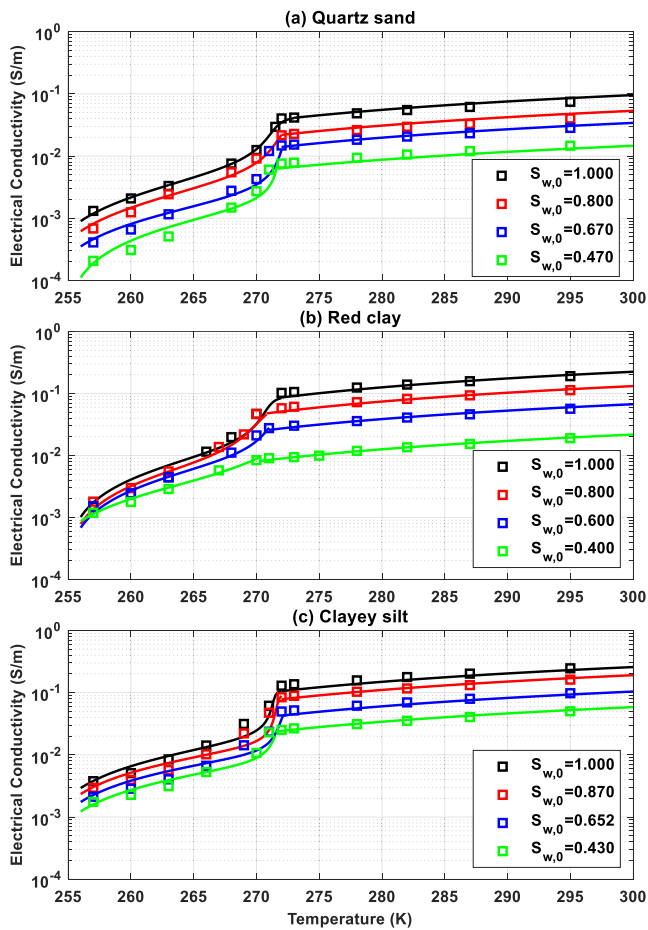 (a) Quartz sand
Electrical Conductivity (S/m)
10^0
10^-1
10^-2
10^-3
10^-4
S_w,0=1.000
S_w,0=0.800
S_w,0=0.670
S_w,0=0.470
255 260 265 270 275 280 285 290 295 300
(b) Red clay
Electrical Conductivity (S/m)
10^0
10^-1
10^-2
10^-3
10^-4
S_w,0=1.000
S_w,0=0.800
S_w,0=0.600
S_w,0=0.400
255 260 265 270 275 280 285 290 295 300
(c) Clayey silt
Electrical Conductivity (S/m)
10^0
10^-1
10^-2
10^-3
10^-4
S_w,0=1.000
S_w,0=0.870
S_w,0=0.652
S_w,0=0.430
255 260 265 270 275 280 285 290 295 300
Temperature (K)